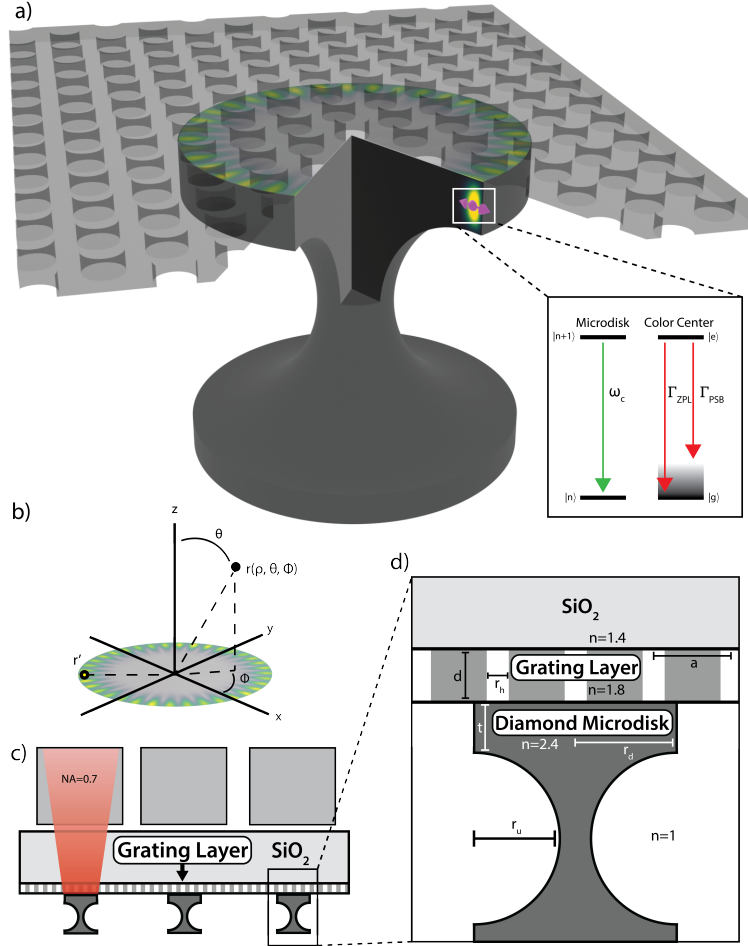 a)
Microdisk
Color Center
|n+1⟩
|e⟩
ω_c
Γ_ZPL
Γ_PSB
|n⟩
|g⟩
b)
z
θ
r(ρ, θ, Φ)
y
r'
Φ
x
c)
NA=0.7
Grating Layer
SiO₂
d)
SiO₂
n=1.4
Grating Layer
d
r_h
n=1.8
a
Diamond Microdisk
t
n=2.4
r_d
r_u
n=1